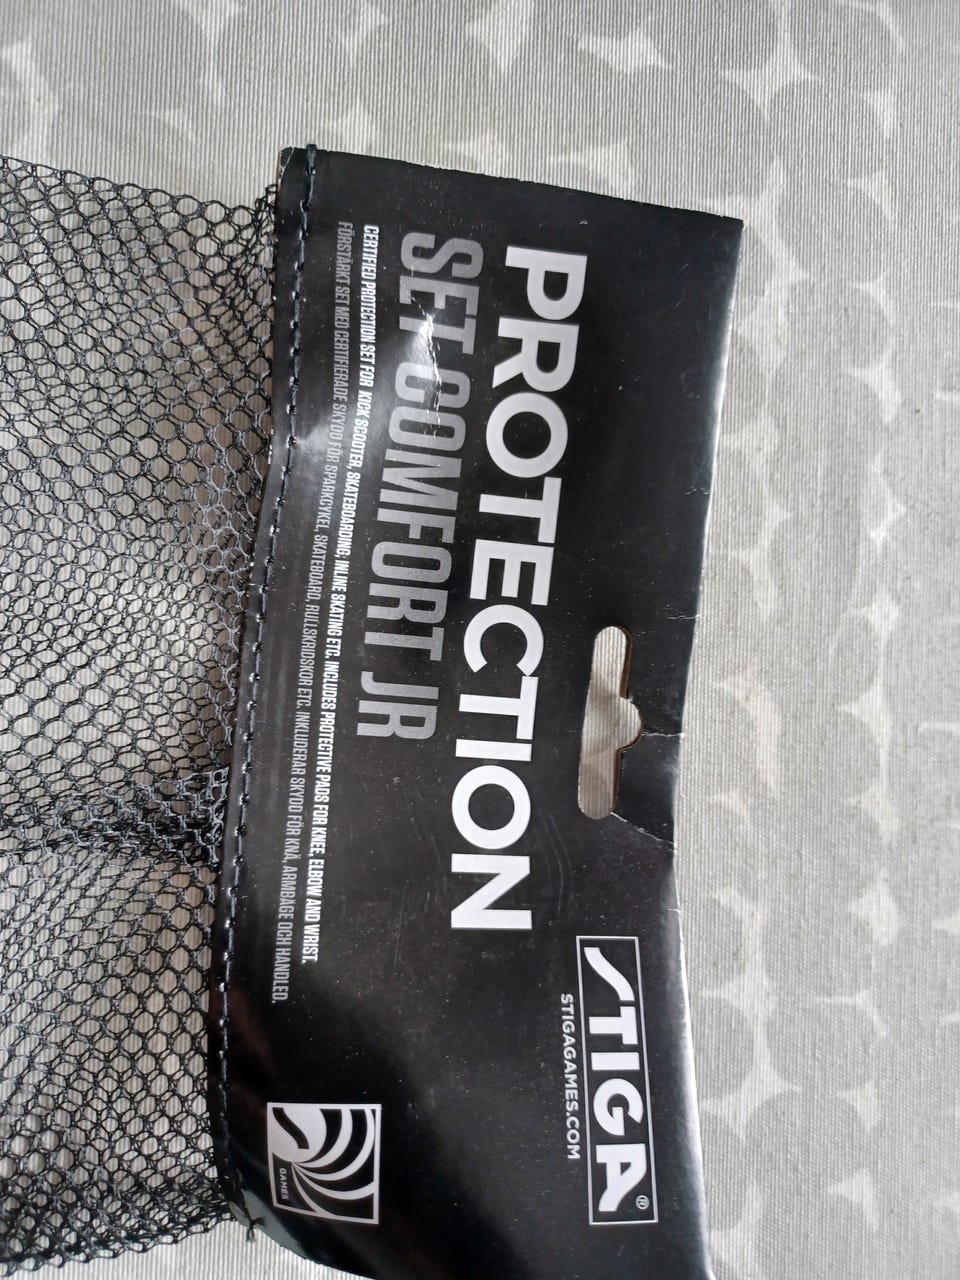 PROTECTION
SET COMFORT JR
CERTIFIED PROTECTION SET FOR KICK SCOOTER, SKATEBOARDING, INLINE SKATING ETC. INCLUDES PROTECTIVE PADS FOR KNEE, ELBOW AND WRIST.
FÖRSTÄRKT SET MED CERTIFIERADE SKYDD FÖR SPARKCYKEL, SKATEBOARD, RULLSKRIDSKOR ETC. INKLUDERAR SKYDD FÖR KNÄ, ARMBÅGE OCH HANDLED.
STIGA®
STIGAGAMES.COM
GAMES